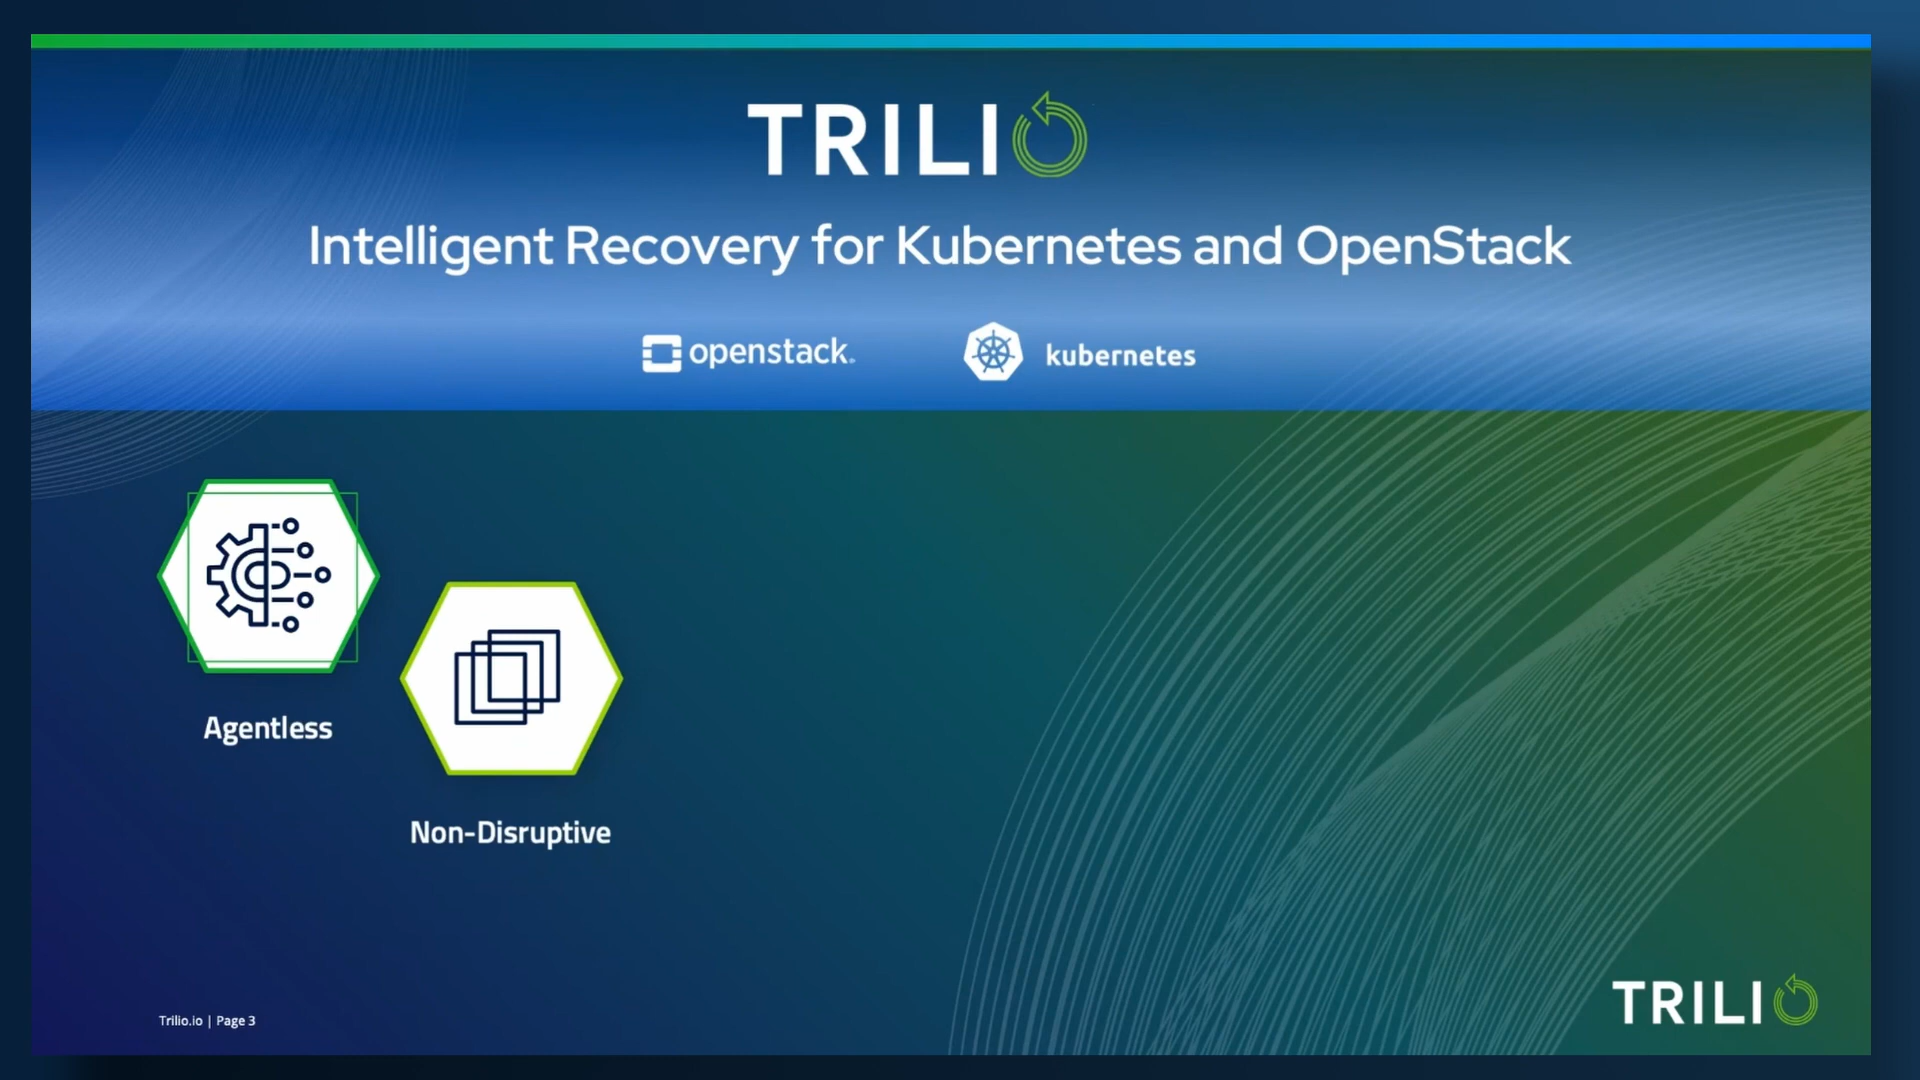 TRILIO
Intelligent Recovery for Kubernetes and OpenStack
openstack.
kubernetes
Agentless
Non-Disruptive
Trilio.io | Page 3
TRILIO